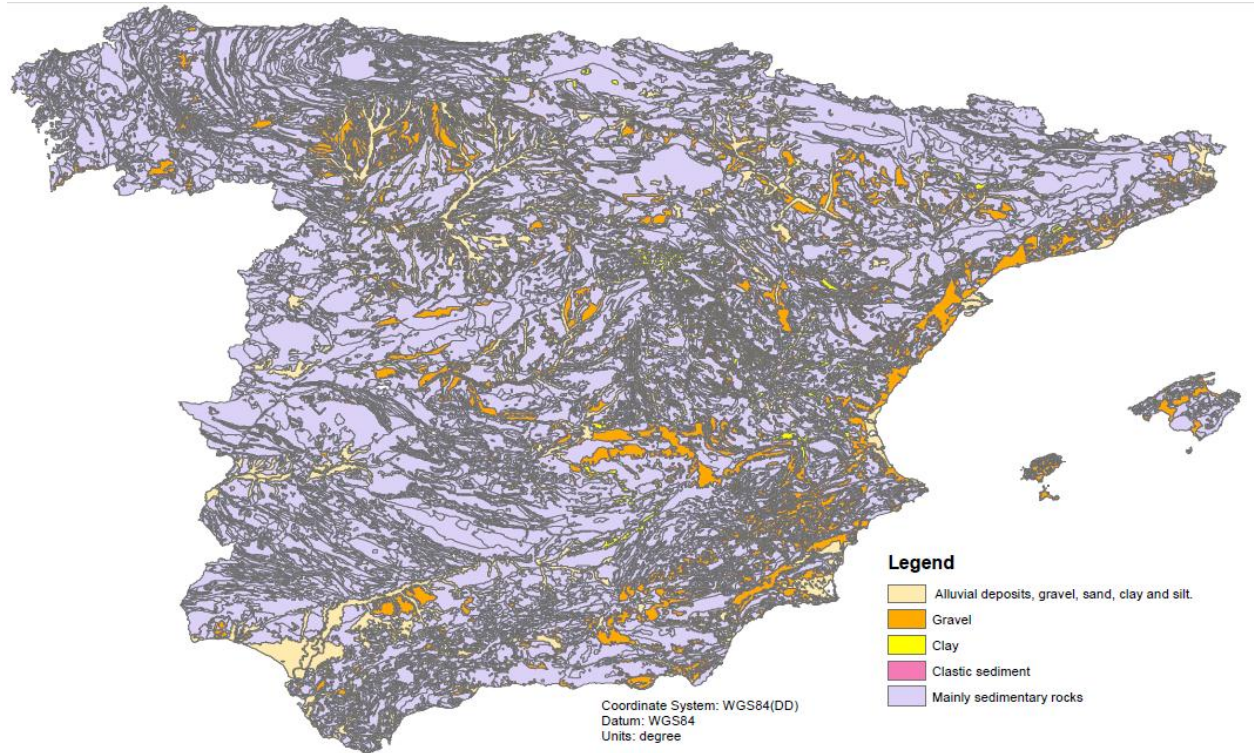 Legend
Alluvial deposits, gravel, sand, clay and silt.
Gravel
Clay
Clastic sediment
Mainly sedimentary rocks
Coordinate System: WGS84(DD)
Datum: WGS84
Units: degree